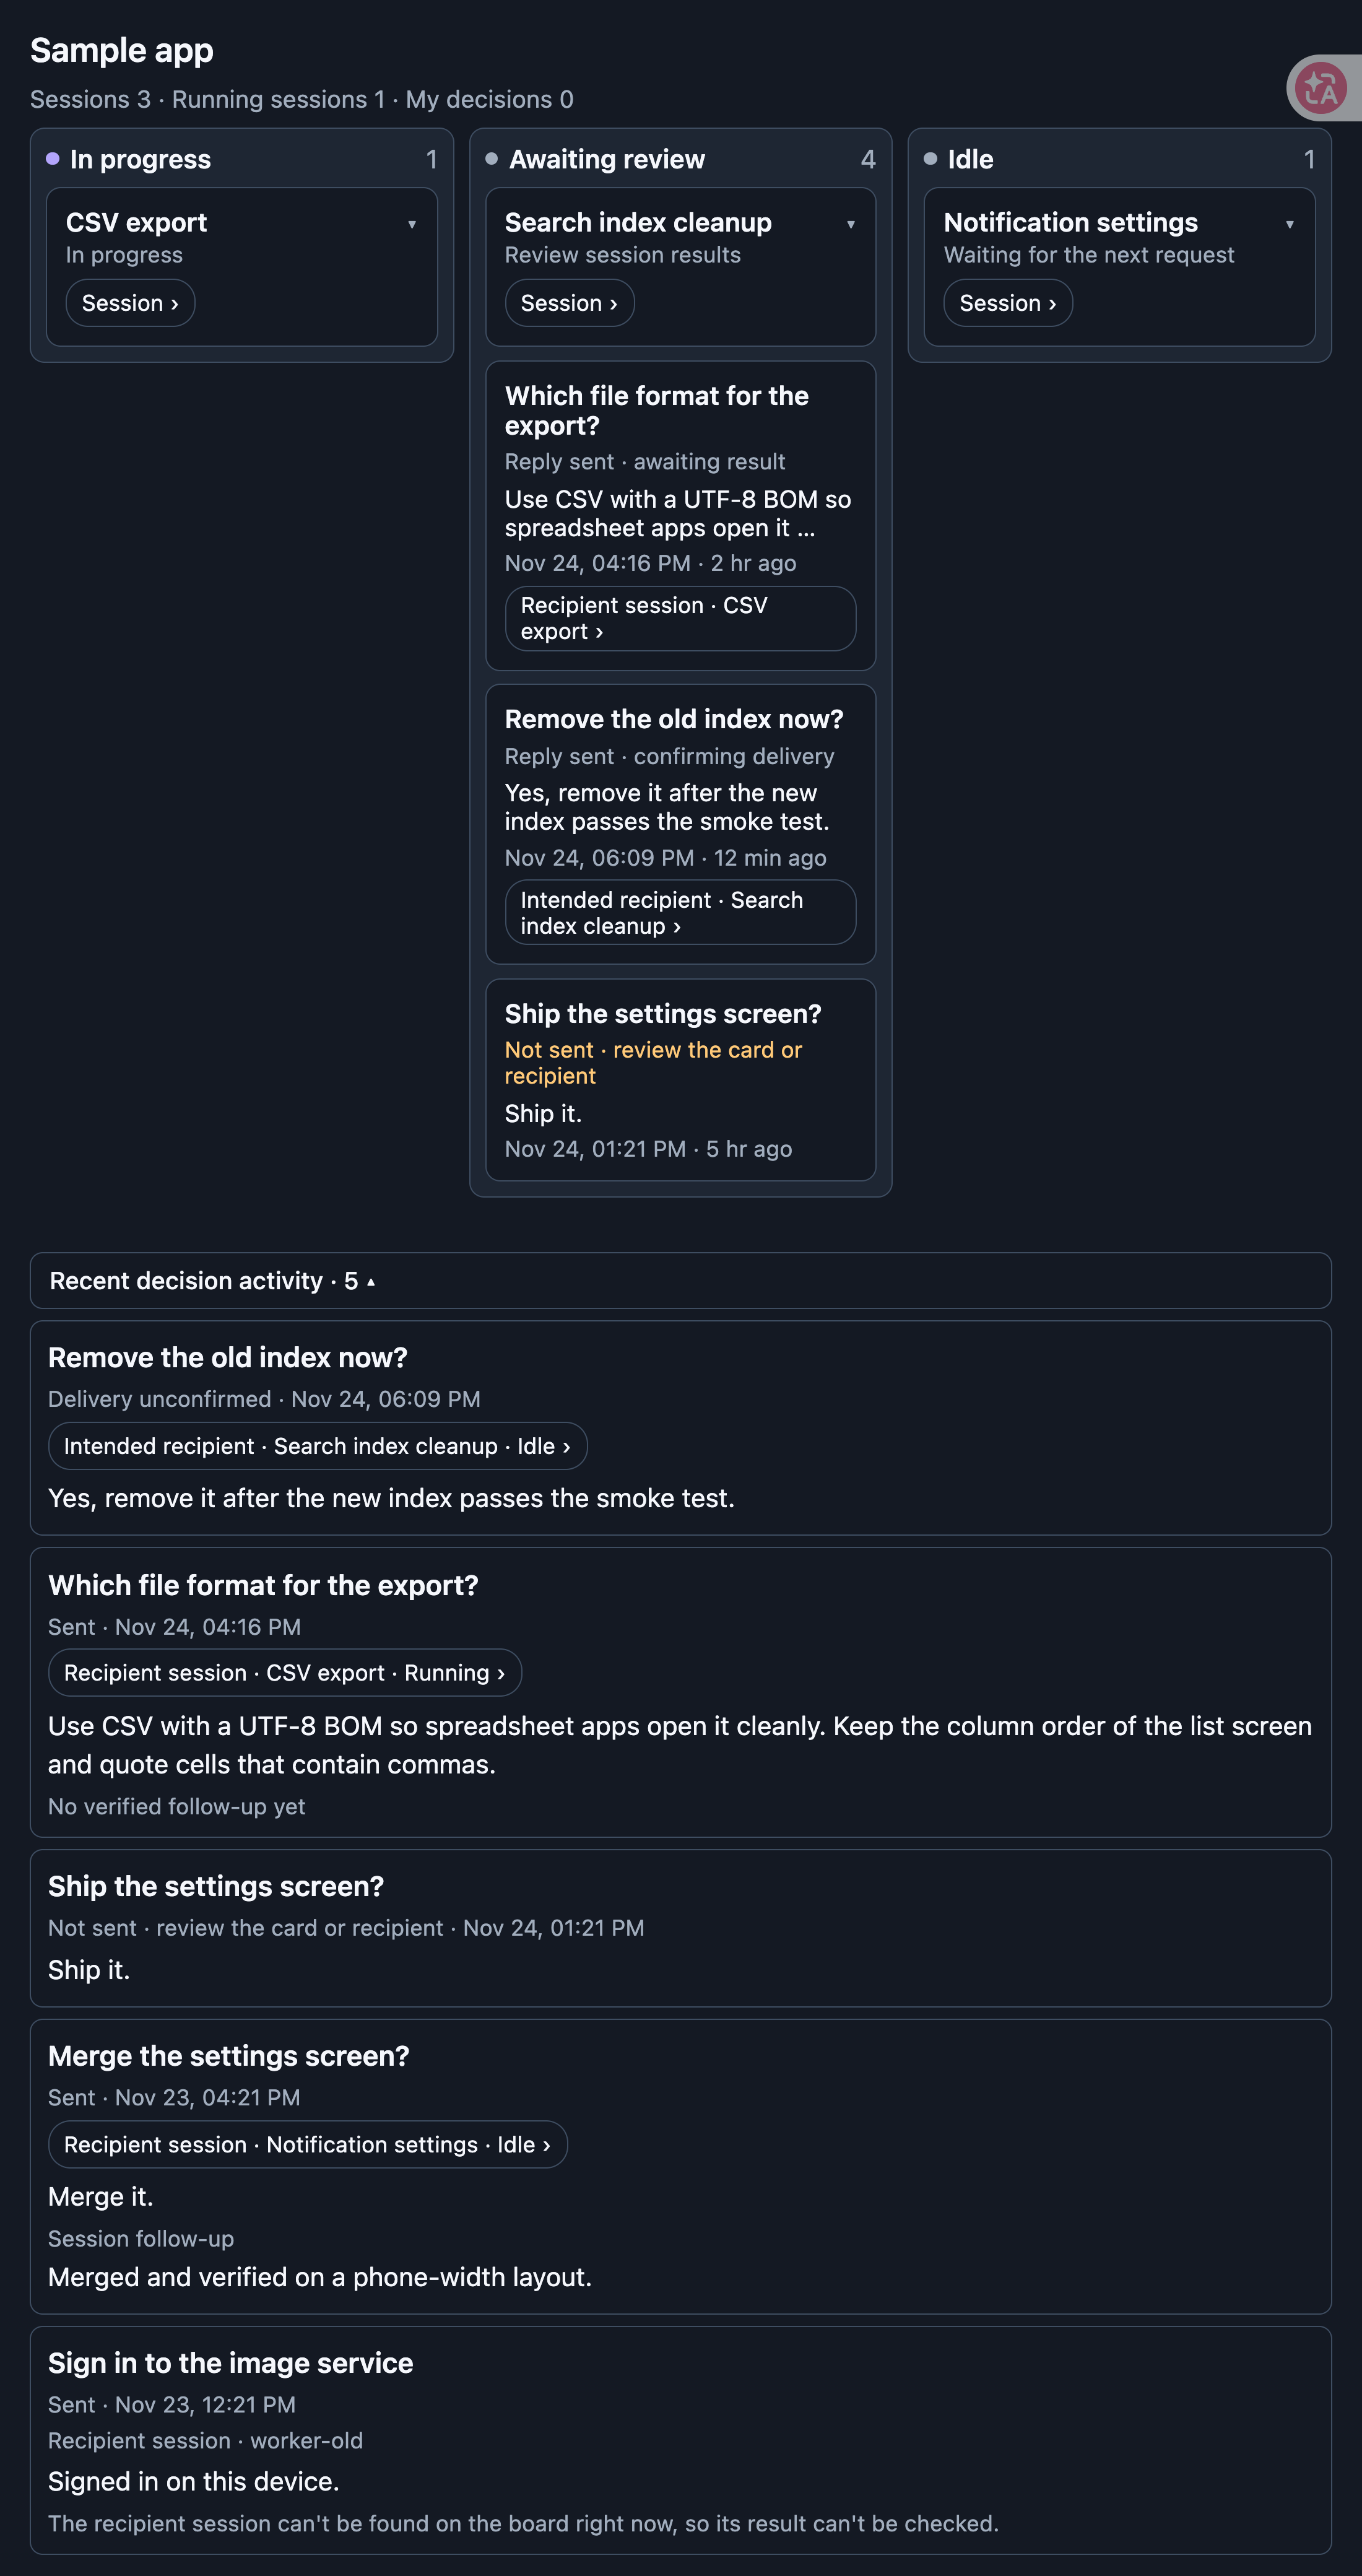 Sample app
Sessions 3 · Running sessions 1 · My decisions 0
In progress 1
CSV export ▾
In progress
Session ›
Awaiting review 4
Search index cleanup ▾
Review session results
Session ›
Which file format for the
export?
Reply sent · awaiting result
Use CSV with a UTF-8 BOM so
spreadsheet apps open it ...
Nov 24, 04:16 PM · 2 hr ago
Recipient session · CSV
export ›
Remove the old index now?
Reply sent · confirming delivery
Yes, remove it after the new
index passes the smoke test.
Nov 24, 06:09 PM · 12 min ago
Intended recipient · Search
index cleanup ›
Ship the settings screen?
Not sent · review the card or
recipient
Ship it.
Nov 24, 01:21 PM · 5 hr ago
Idle 1
Notification settings ▾
Waiting for the next request
Session ›
Recent decision activity · 5 ▴
Remove the old index now?
Delivery unconfirmed · Nov 24, 06:09 PM
Intended recipient · Search index cleanup · Idle ›
Yes, remove it after the new index passes the smoke test.
Which file format for the export?
Sent · Nov 24, 04:16 PM
Recipient session · CSV export · Running ›
Use CSV with a UTF-8 BOM so spreadsheet apps open it cleanly. Keep the column order of the list screen
and quote cells that contain commas.
No verified follow-up yet
Ship the settings screen?
Not sent · review the card or recipient · Nov 24, 01:21 PM
Ship it.
Merge the settings screen?
Sent · Nov 23, 04:21 PM
Recipient session · Notification settings · Idle ›
Merge it.
Session follow-up
Merged and verified on a phone-width layout.
Sign in to the image service
Sent · Nov 23, 12:21 PM
Recipient session · worker-old
Signed in on this device.
The recipient session can't be found on the board right now, so its result can't be checked.